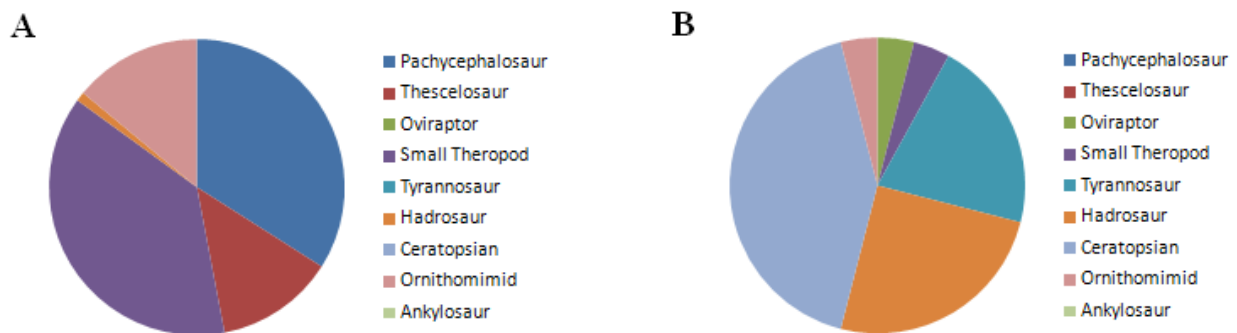 A
Pachycephalosaur
Thescelosaur
Oviraptor
Small Theropod
Tyrannosaur
Hadrosaur
Ceratopsian
Ornithomimid
Ankylosaur
B
Pachycephalosaur
Thescelosaur
Oviraptor
Small Theropod
Tyrannosaur
Hadrosaur
Ceratopsian
Ornithomimid
Ankylosaur